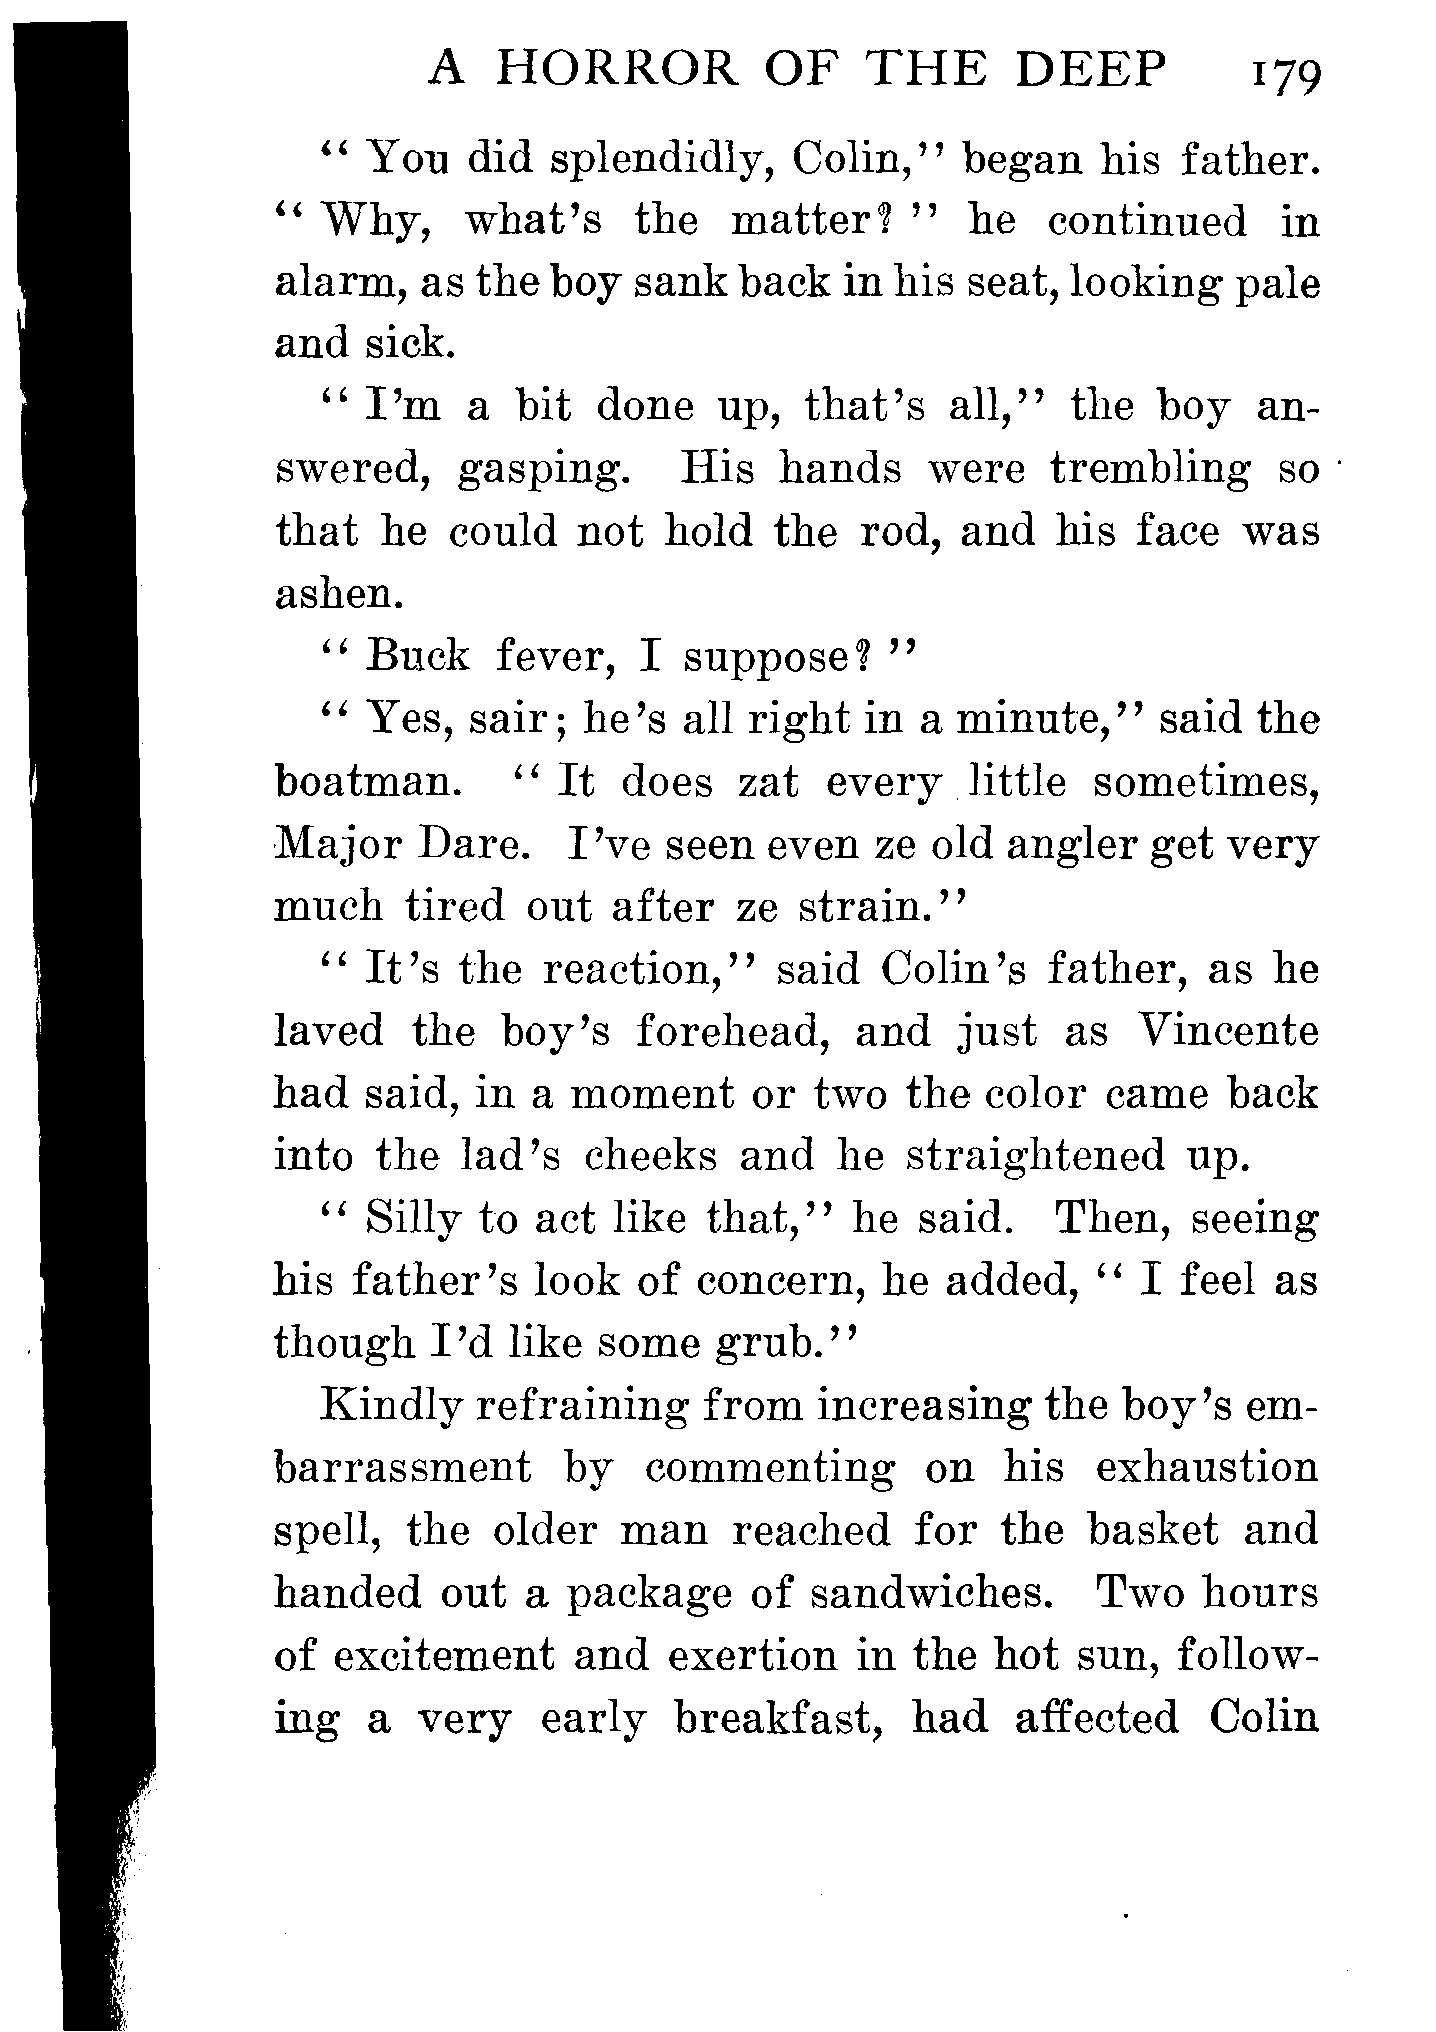 A HORROR OF THE DEEP 179
“ You did splendidly, Colin,” began his father.
“ Why, what’s the matter? ” he continued in
alarm, as the boy sank back in his seat, looking pale
and sick.
“ I’m a bit done up, that’s all,” the boy an-
swered, gasping. His hands were trembling so
that he could not hold the rod, and his face was
ashen.
“ Buck fever, I suppose? ”
“ Yes, sair; he’s all right in a minute,” said the
boatman. “ It does zat every little sometimes,
Major Dare. I’ve seen even ze old angler get very
much tired out after ze strain.”
“ It’s the reaction,” said Colin’s father, as he
laved the boy’s forehead, and just as Vincente
had said, in a moment or two the color came back
into the lad’s cheeks and he straightened up.
“ Silly to act like that,” he said. Then, seeing
his father’s look of concern, he added, “ I feel as
though I’d like some grub.”
Kindly refraining from increasing the boy’s em-
barrassment by commenting on his exhaustion
spell, the older man reached for the basket and
handed out a package of sandwiches. Two hours
of excitement and exertion in the hot sun, follow-
ing a very early breakfast, had affected Colin